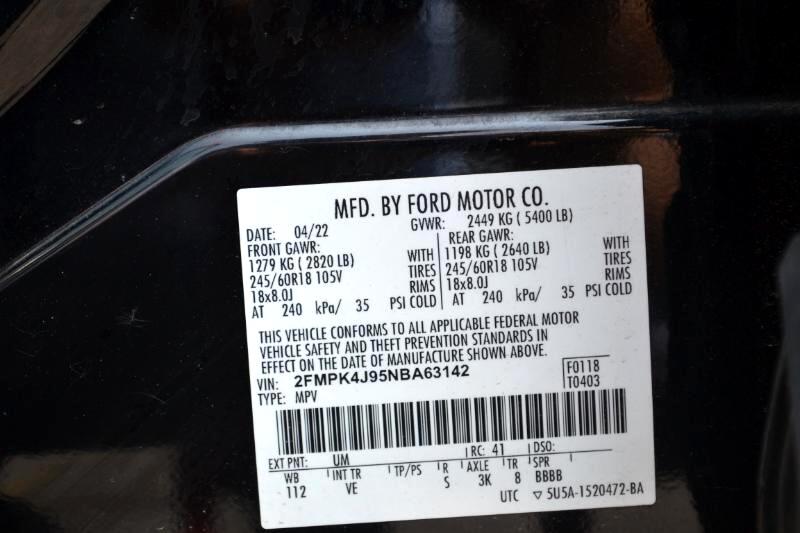 MFD. BY FORD MOTOR CO.
DATE: 04/22 GVWR: 2449 KG ( 5400 LB)
FRONT GAWR: REAR GAWR:
1279 KG ( 2820 LB) WITH 1198 KG ( 2640 LB) WITH
245/60R18 105V TIRES 245/60R18 105V TIRES
18x8.0J RIMS 18x8.0J RIMS
AT 240 kPa/ 35 PSI COLD AT 240 kPa/ 35 PSI COLD
THIS VEHICLE CONFORMS TO ALL APPLICABLE FEDERAL MOTOR
VEHICLE SAFETY AND THEFT PREVENTION STANDARDS IN
EFFECT ON THE DATE OF MANUFACTURE SHOWN ABOVE.
VIN: 2FMPK4J95NBA63142 F0118
TYPE: MPV T0403
EXT PNT: UM RC: 41 DSO:
WB INT TR TP/PS R AXLE TR SPR
112 VE S 3K 8 BBBB
UTC ▽ 5U5A-1520472-BA